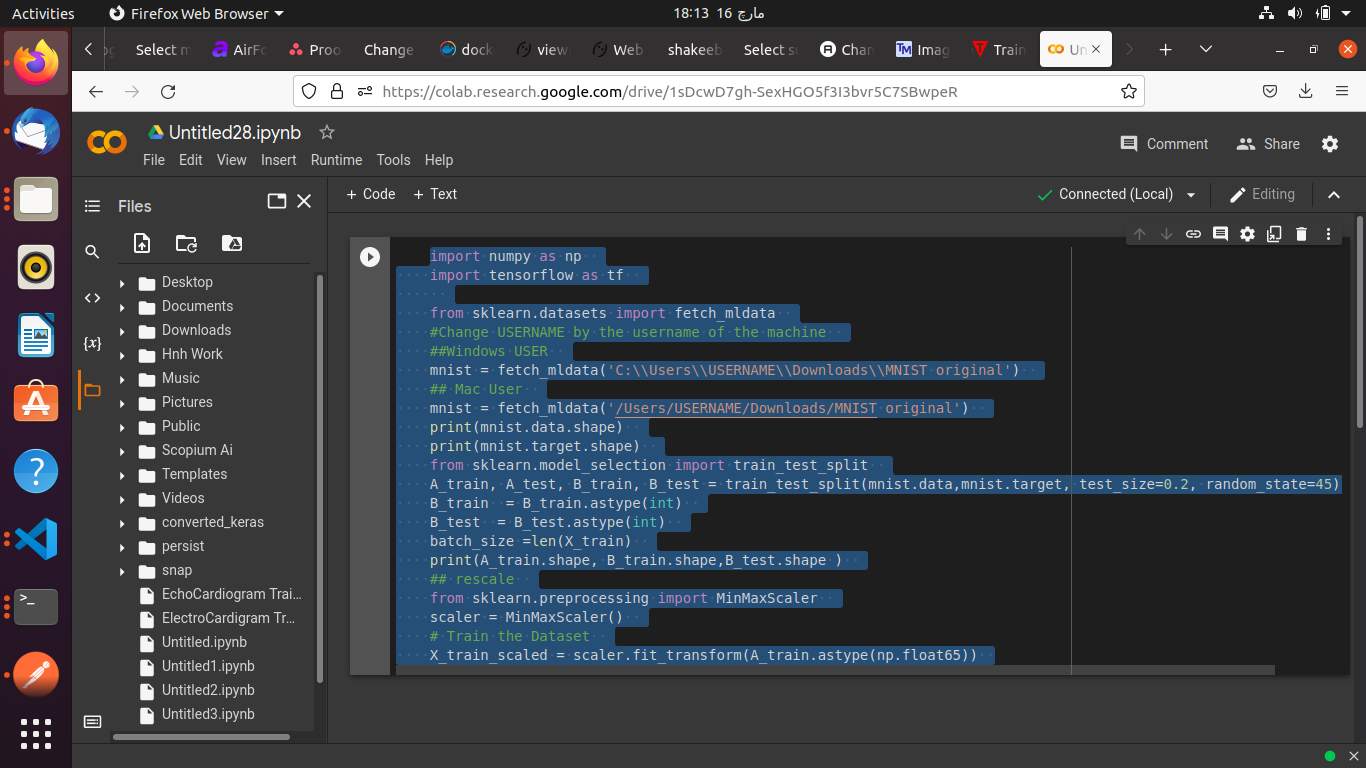 Activities
Firefox Web Browser
18:13 16 مارچ
Select m
AirFo
Proo
Change
dock
view
Web
shakeeb
Select su
Chan
Imag
Train
Un
https://colab.research.google.com/drive/1sDcwD7gh-SexHGO5f3I3bvr5C7SBwpeR
Untitled28.ipynb
File Edit View Insert Runtime Tools Help
Comment
Share
Files
+ Code + Text
Connected (Local)
Editing
Desktop
Documents
Downloads
Hnh Work
Music
Pictures
Public
Scopium Ai
Templates
Videos
converted_keras
persist
snap
EchoCardiogram Trai...
ElectroCardigram Tr...
Untitled.ipynb
Untitled1.ipynb
Untitled2.ipynb
Untitled3.ipynb
import numpy as np
import tensorflow as tf
from sklearn.datasets import fetch_mldata
#Change USERNAME by the username of the machine
##Windows USER
mnist = fetch_mldata('C:\\Users\\USERNAME\\Downloads\\MNIST original')
## Mac User
mnist = fetch_mldata('/Users/USERNAME/Downloads/MNIST original')
print(mnist.data.shape)
print(mnist.target.shape)
from sklearn.model_selection import train_test_split
A_train, A_test, B_train, B_test = train_test_split(mnist.data,mnist.target, test_size=0.2, random_state=45)
B_train  = B_train.astype(int)
B_test  = B_test.astype(int)
batch_size =len(X_train)
print(A_train.shape, B_train.shape,B_test.shape )
## rescale
from sklearn.preprocessing import MinMaxScaler
scaler = MinMaxScaler()
# Train the Dataset
X_train_scaled = scaler.fit_transform(A_train.astype(np.float65))